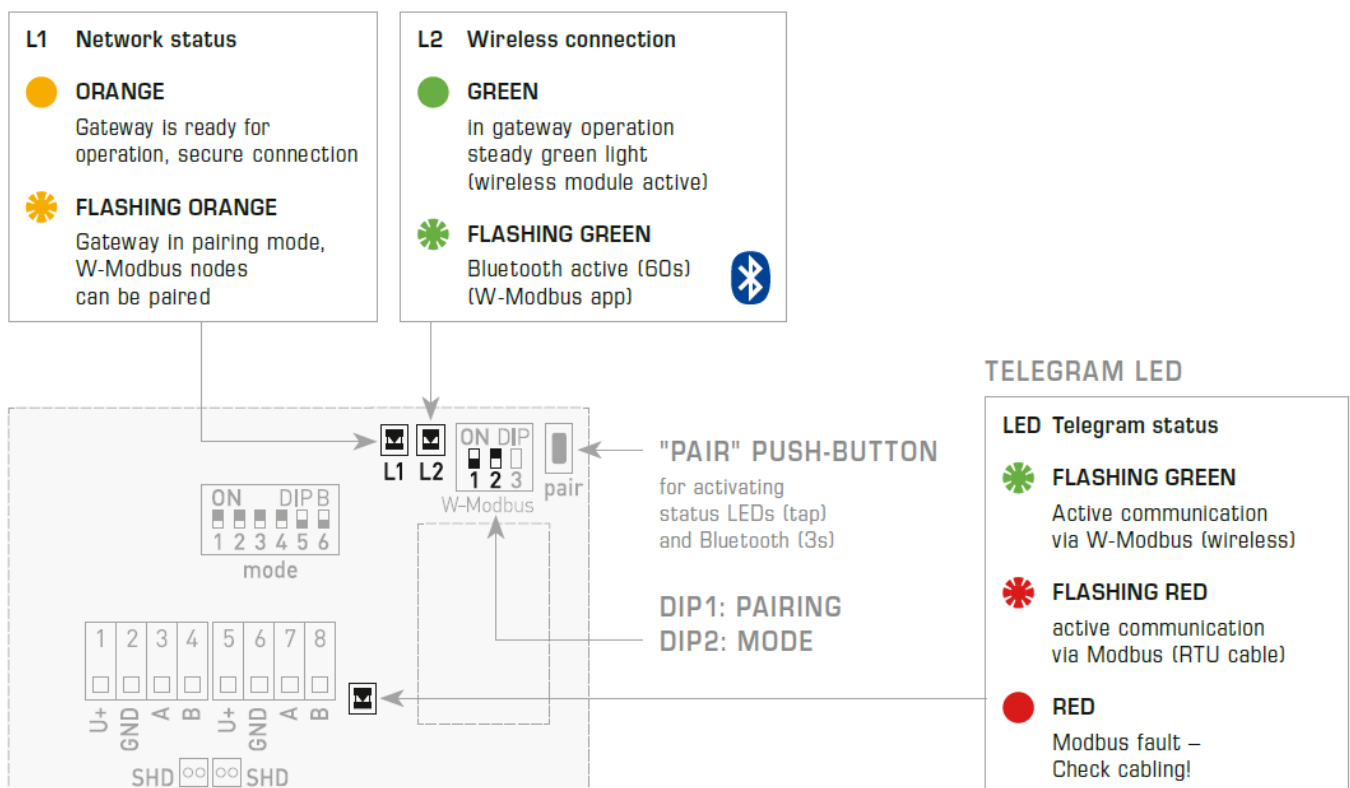 L1 Network status
ORANGE
Gateway is ready for
operation, secure connection
FLASHING ORANGE
Gateway in pairing mode,
W-Modbus nodes
can be paired
L2 Wireless connection
GREEN
in gateway operation
steady green light
(wireless module active)
FLASHING GREEN
Bluetooth active (60s)
(W-Modbus app)
L1 L2
ON DIP
1 2 3
W-Modbus
pair
"PAIR" PUSH-BUTTON
for activating
status LEDs (tap)
and Bluetooth (3s)
DIP1: PAIRING
DIP2: MODE
ON DIP B
1 2 3 4 5 6
mode
1 2 3 4 5 6 7 8
U+ GND A B U+ GND A B
SHD SHD
TELEGRAM LED
LED Telegram status
FLASHING GREEN
Active communication
via W-Modbus (wireless)
FLASHING RED
active communication
via Modbus (RTU cable)
RED
Modbus fault –
Check cabling!